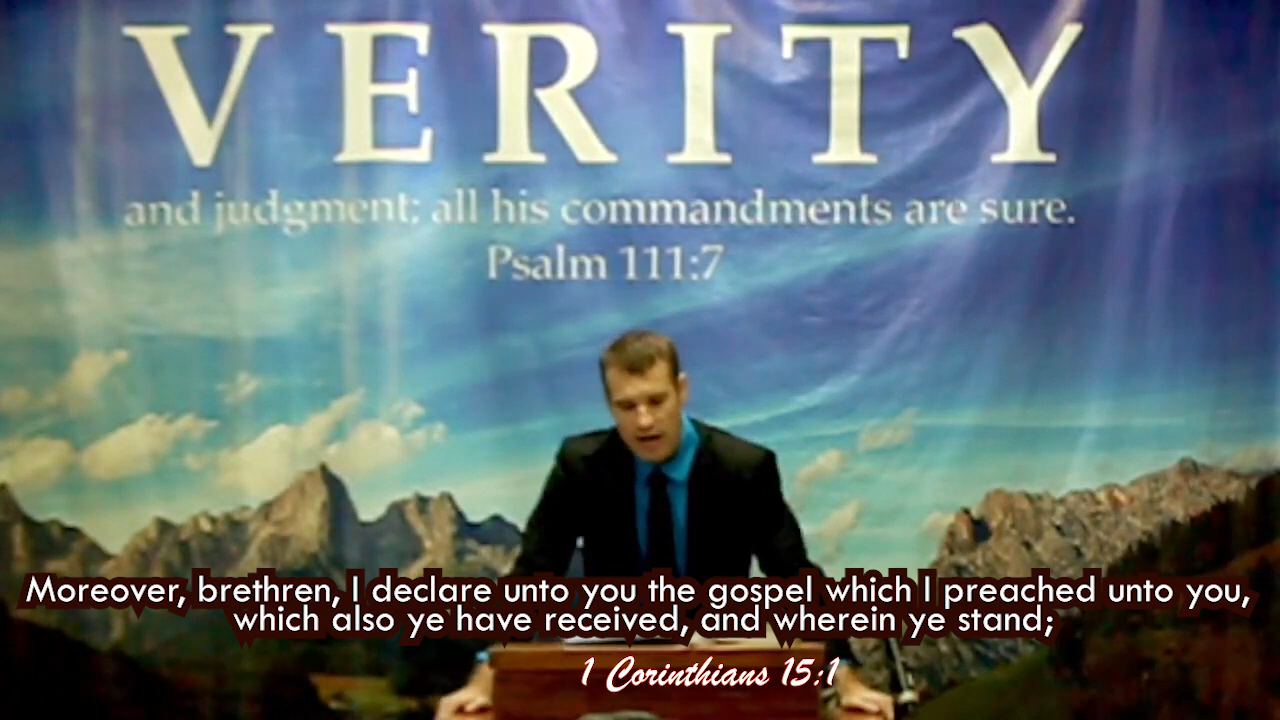 VERITY
and judgment; all his commandments are sure.
Psalm 111:7
Moreover, brethren, I declare unto you the gospel which I preached unto you,
which also ye have received, and wherein ye stand;
1 Corinthians 15:1